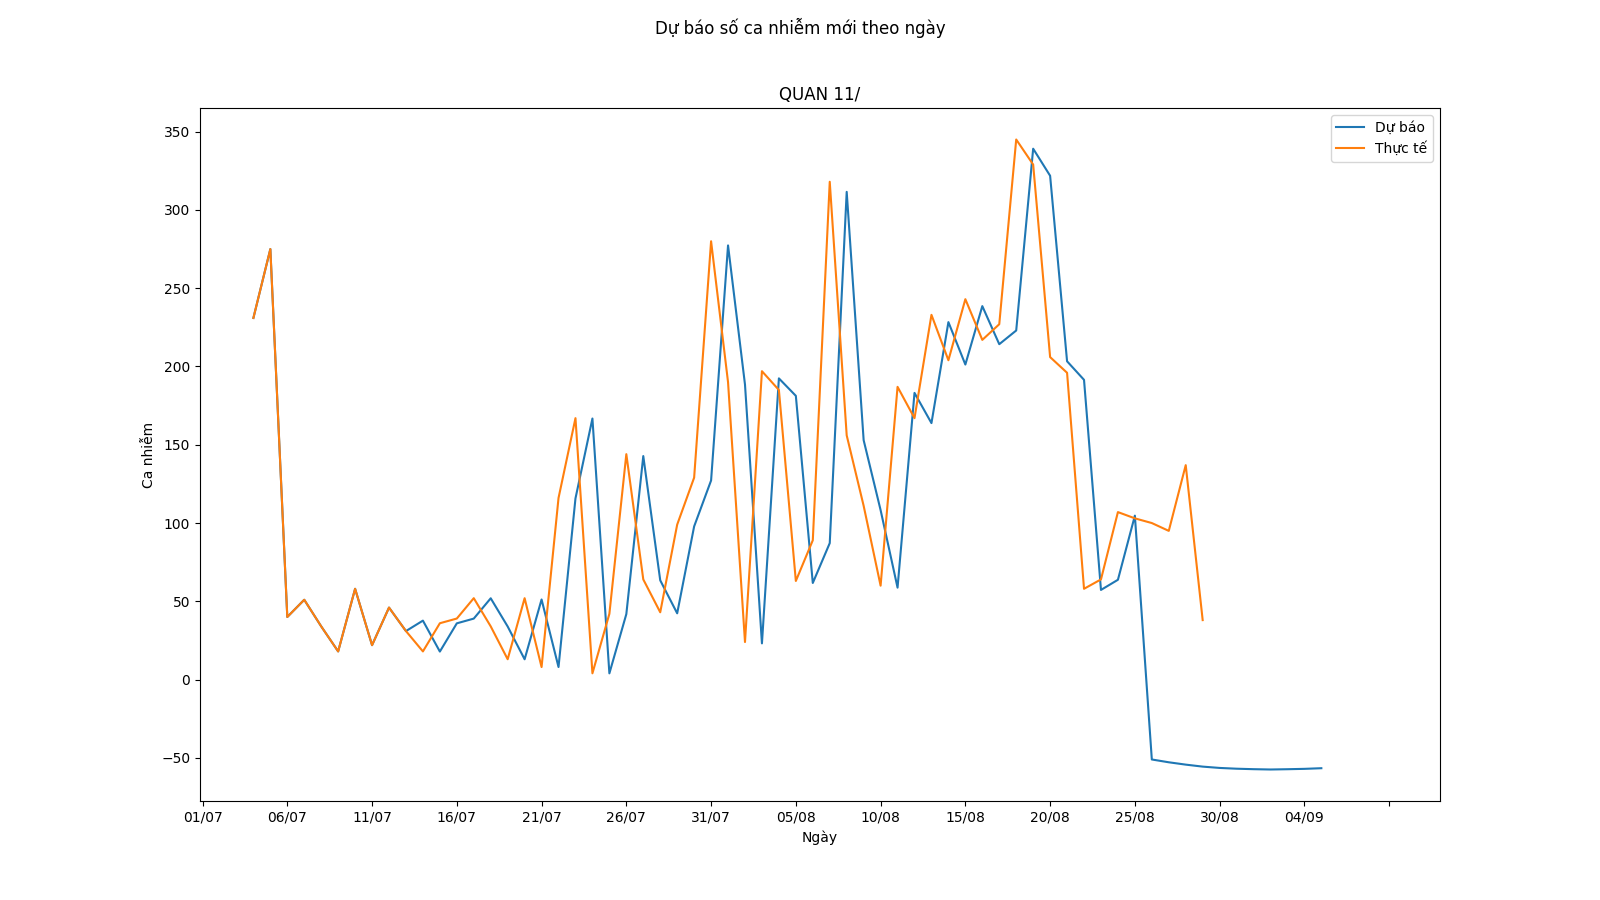 Dự báo số ca nhiễm mới theo ngày
QUAN 11/
Dự báo
Thực tế
350
300
250
200
150
100
50
0
−50
Ca nhiễm
01/07 06/07 11/07 16/07 21/07 26/07 31/07 05/08 10/08 15/08 20/08 25/08 30/08 04/09
Ngày